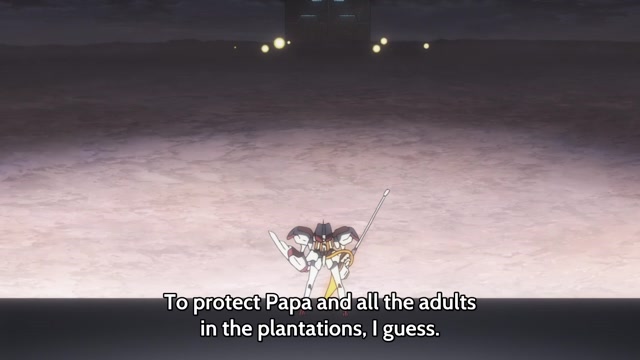 To protect Papa and all the adults
in the plantations, I guess.